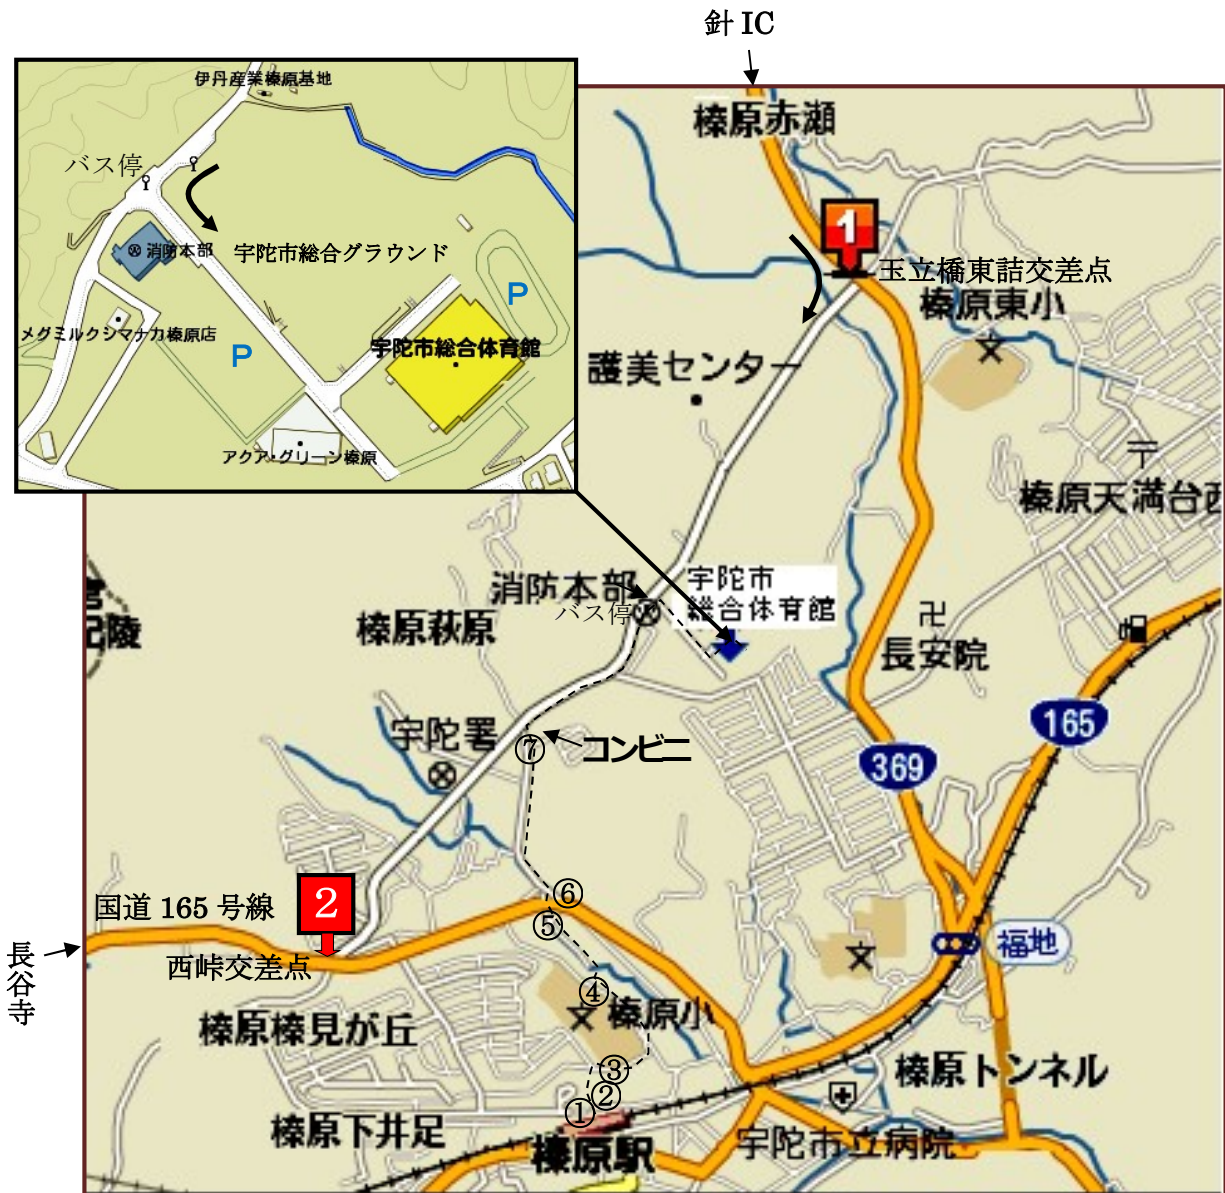 針 IC
伊丹産業榛原基地
バス停
消防本部
宇陀市総合グラウンド
P
メグミルクシマナカ榛原店
P
宇陀市総合体育館
アクア・グリーン榛原
榛原赤瀬
1
玉立橋東詰交差点
榛原東小
護美センター
榛原天満台西
消防本部
バス停
宇陀市
総合体育館
榛原萩原
長安院
165
宇陀署
⑦
コンビニ
369
国道 165 号線
2
⑥
⑤
長谷寺
西峠交差点
福地
④
榛原小
榛原榛見が丘
③
②
①
榛原トンネル
榛原下井足
榛原駅
宇陀市立病院